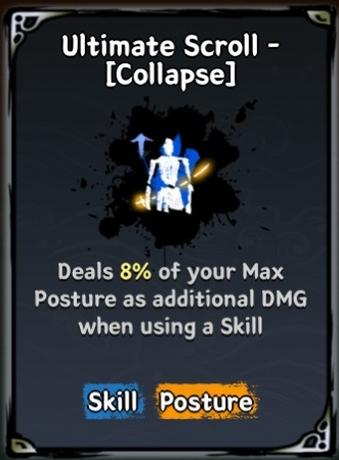 Ultimate Scroll -
[Collapse]
Deals 8% of your Max
Posture as additional DMG
when using a Skill
Skill Posture